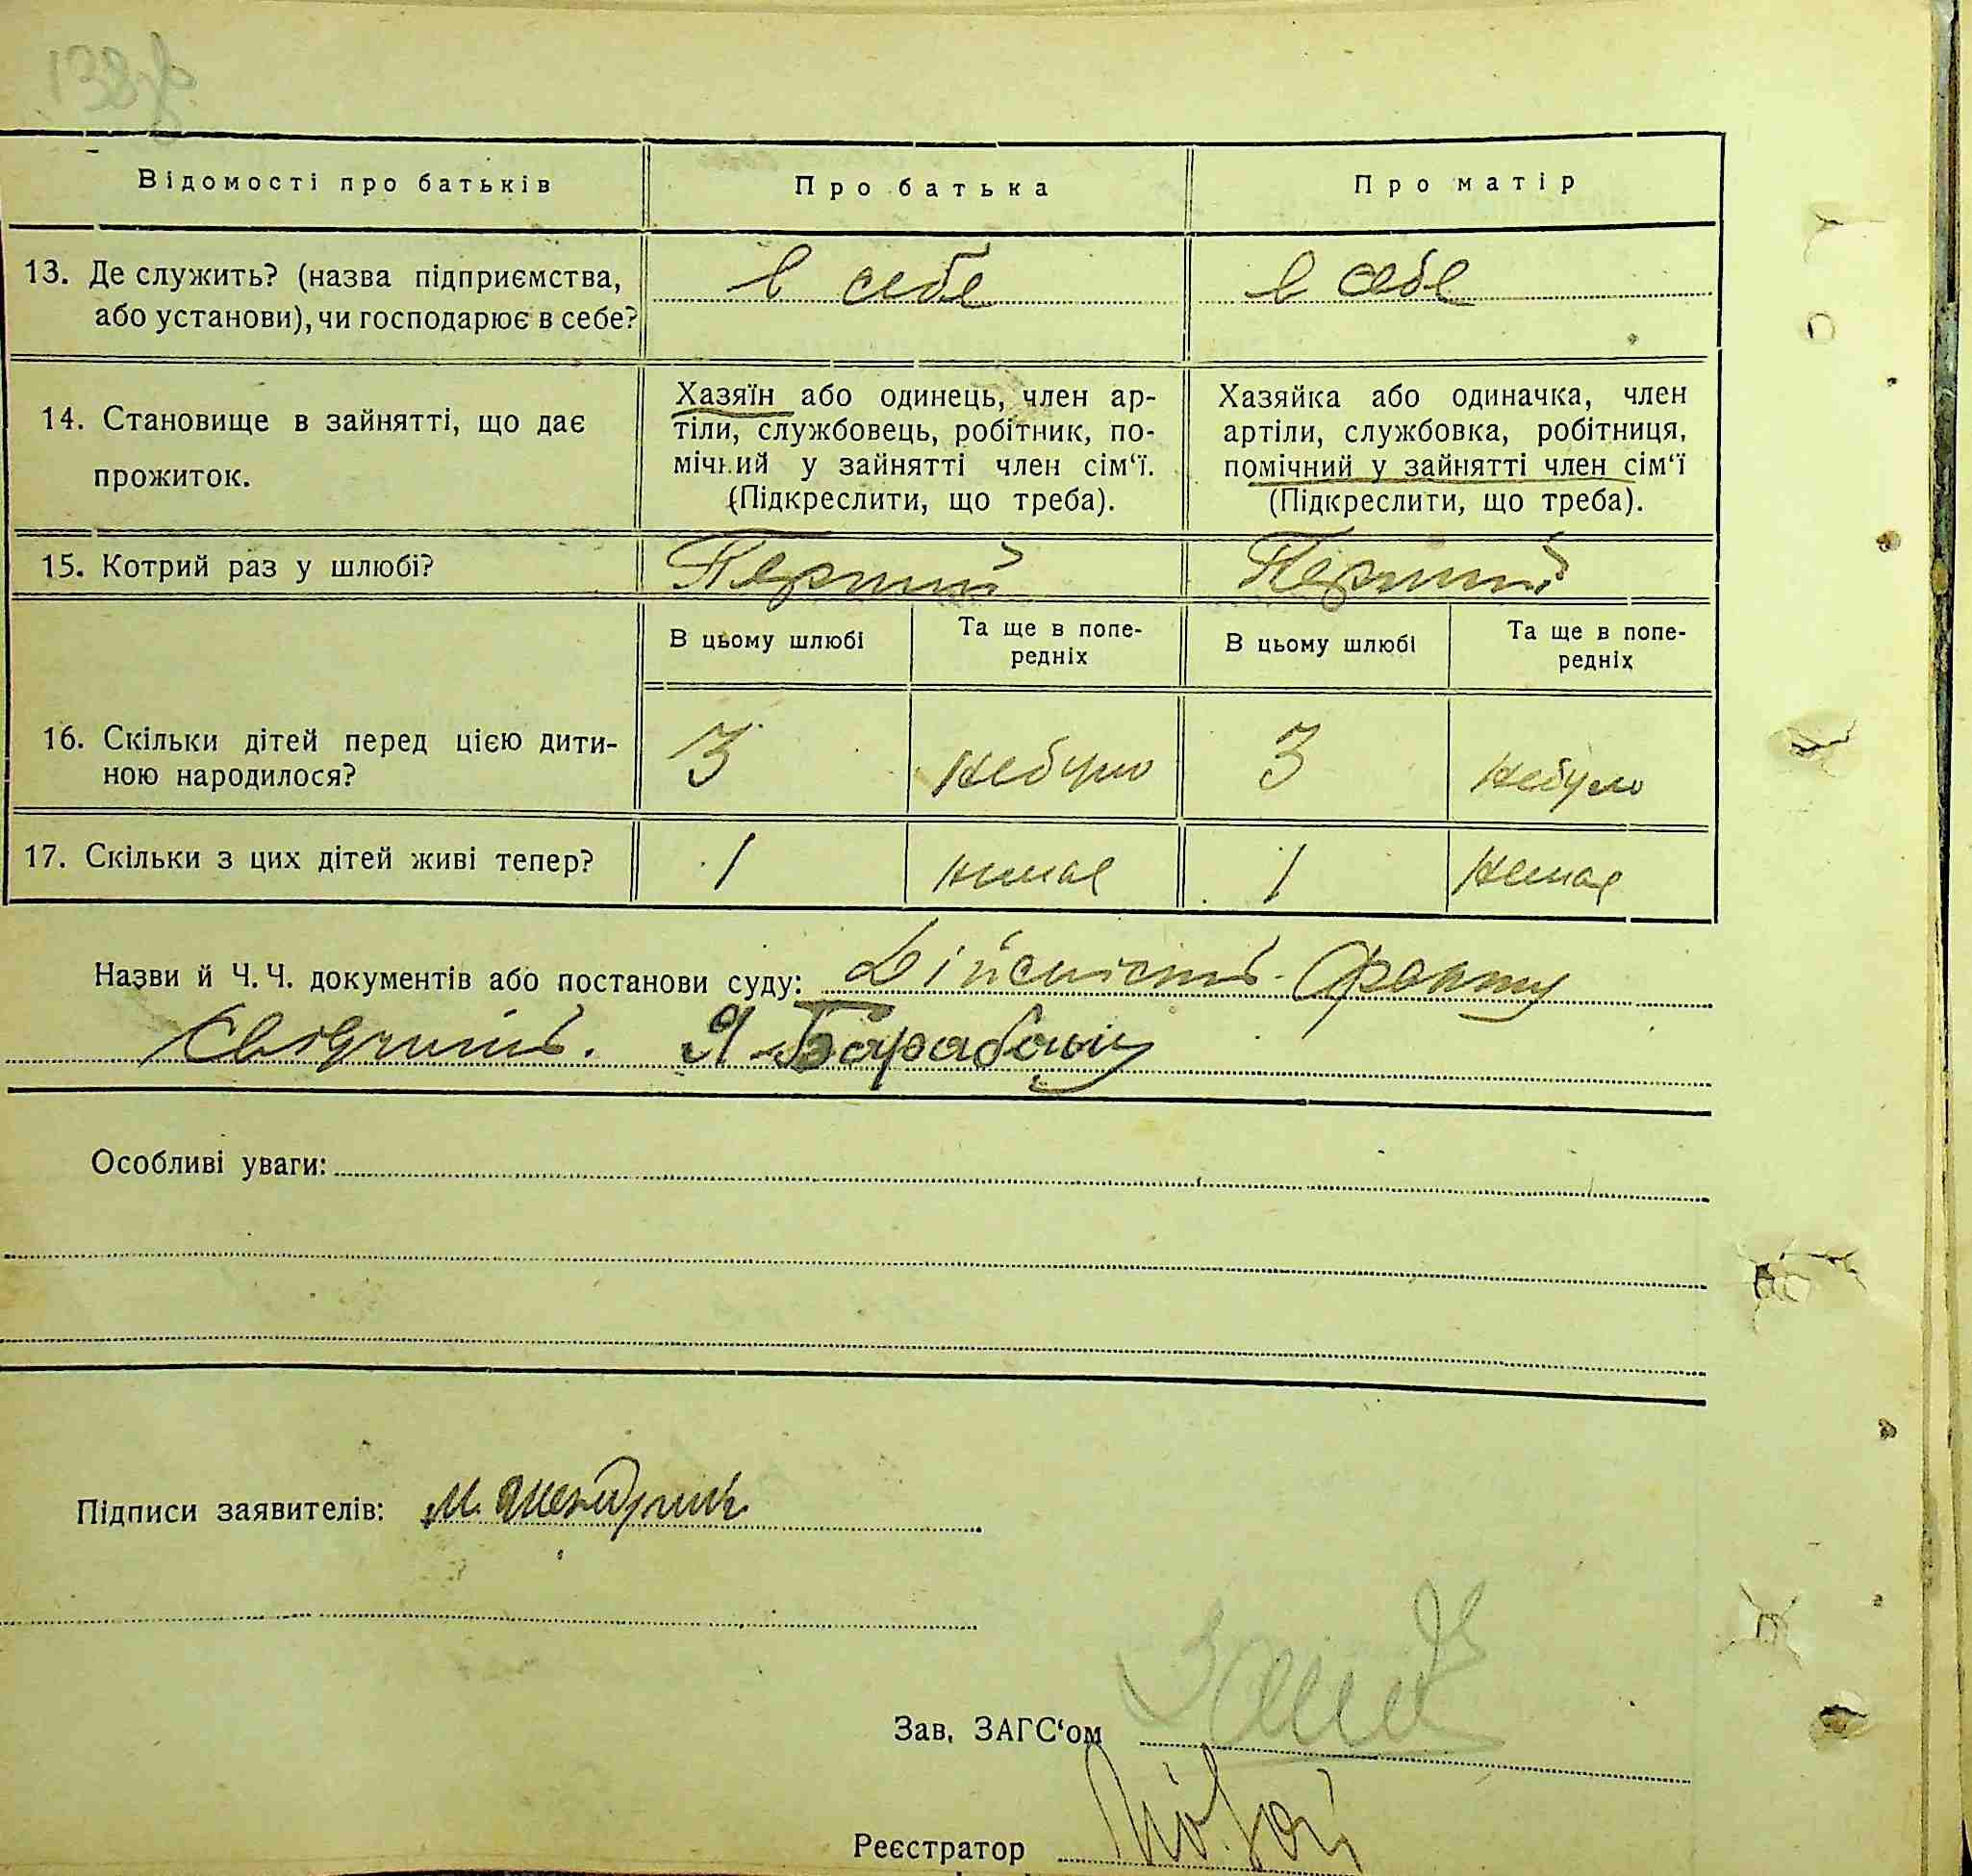 Відомості про батьків
Про батька
Про матір
13. Де служить? (назва підприємства,
або установи), чи господарює в себе?
в себе
в себе
14. Становище в зайнятті, що дає
прожиток.
Хазяїн або одинець, член ар-
тіли, службовець, робітник, по-
мічний у зайнятті член сім‘ї.
(Підкреслити, що треба).
Хазяйка або одиначка, член
артіли, службовка, робітниця,
помічний у зайнятті член сім‘ї
(Підкреслити, що треба).
15. Котрий раз у шлюбі?
Перший
Перший
В цьому шлюбі
Та ще в попе-
редніх
В цьому шлюбі
Та ще в попе-
редніх
16. Скільки дітей перед цією дити-
ною народилося?
3
небуло
3
небуло
17. Скільки з цих дітей живі тепер?
1
немає
1
немає
Назви й Ч. Ч. документів або постанови суду: Дійсність факту
Свідчить. Я Барабаш
Особливі уваги:
Підписи заявителів: М.
Зав. ЗАГС‘ом
Реєстратор